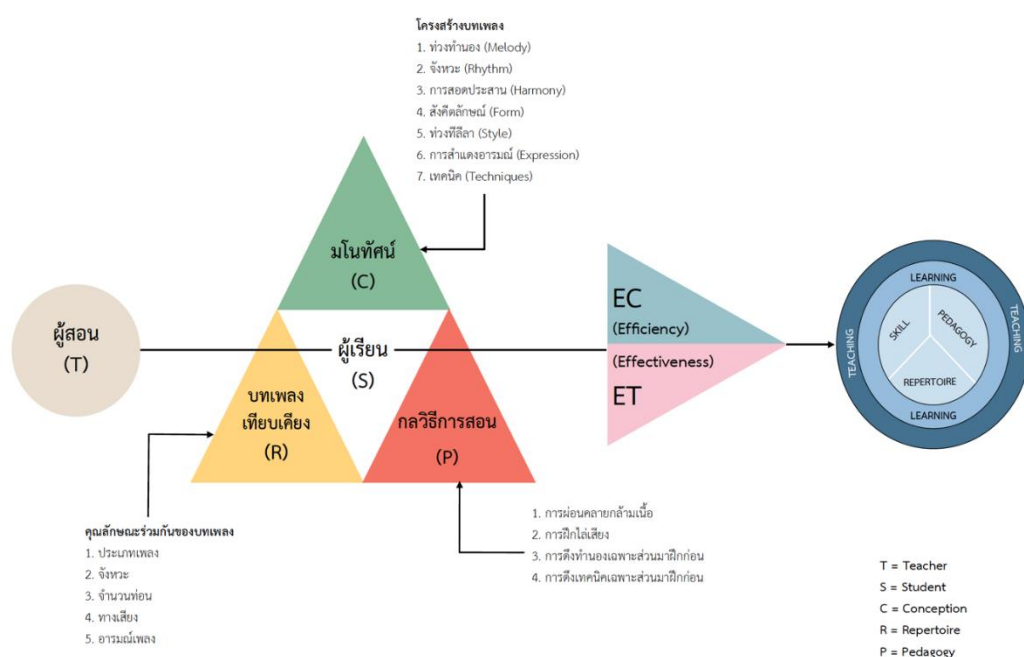 โครงสร้างบทเพลง
1. ท่วงทำนอง (Melody)
2. จังหวะ (Rhythm)
3. การสอดประสาน (Harmony)
4. สังคีตลักษณ์ (Form)
5. ท่วงทีลีลา (Style)
6. การสำแดงอารมณ์ (Expression)
7. เทคนิค (Techniques)
มโนทัศน์
(C)
ผู้สอน
(T)
ผู้เรียน
(S)
บทเพลง
เทียบเคียง
(R)
กลวิธีการสอน
(P)
EC
(Efficiency)
(Effectiveness)
ET
TEACHING
LEARNING
SKILL
PEDAGOGY
REPERTOIRE
LEARNING
TEACHING
คุณลักษณะร่วมกันของบทเพลง
1. ประเภทเพลง
2. จังหวะ
3. จำนวนท่อน
4. ทางเสียง
5. อารมณ์เพลง
1. การผ่อนคลายกล้ามเนื้อ
2. การฝึกไล่เสียง
3. การดึงทำนองเฉพาะส่วนมาฝึกก่อน
4. การดึงเทคนิคเฉพาะส่วนมาฝึกก่อน
T = Teacher
S = Student
C = Conception
R = Repertoire
P = Pedagogy